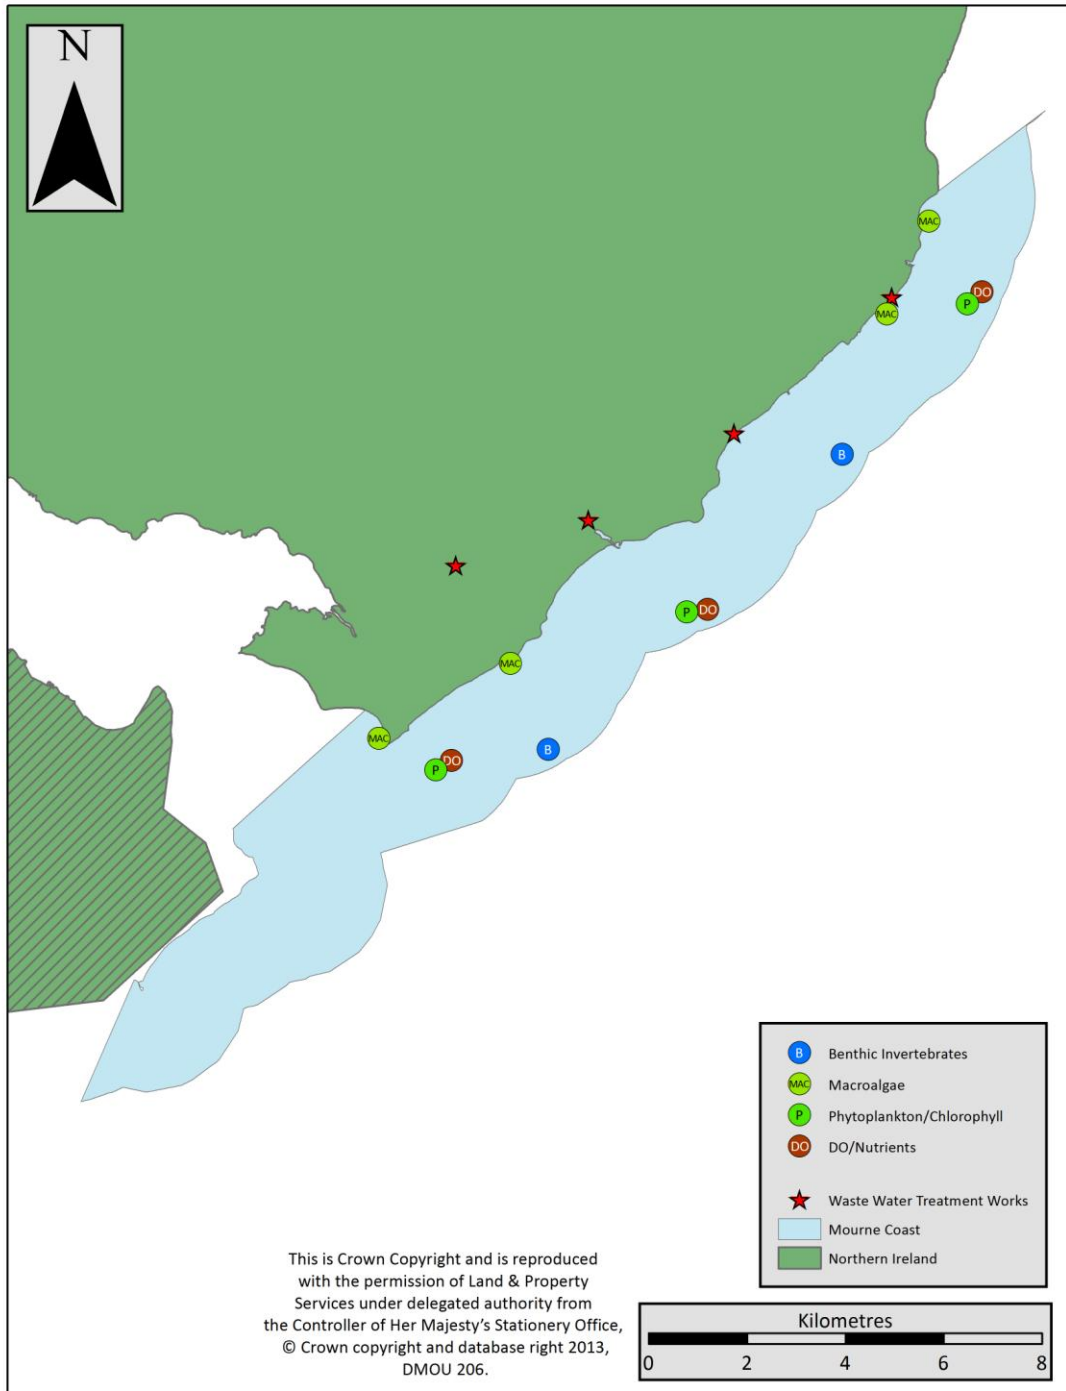 N
MAC
DO
P
MAC
B
DO
P
MAC
B
MAC
DO
P
B Benthic Invertebrates
MAC Macroalgae
P Phytoplankton/Chlorophyll
DO DO/Nutrients
Waste Water Treatment Works
Mourne Coast
Northern Ireland
This is Crown Copyright and is reproduced
with the permission of Land & Property
Services under delegated authority from
the Controller of Her Majesty's Stationery Office,
© Crown copyright and database right 2013,
DMOU 206.
Kilometres
0 2 4 6 8